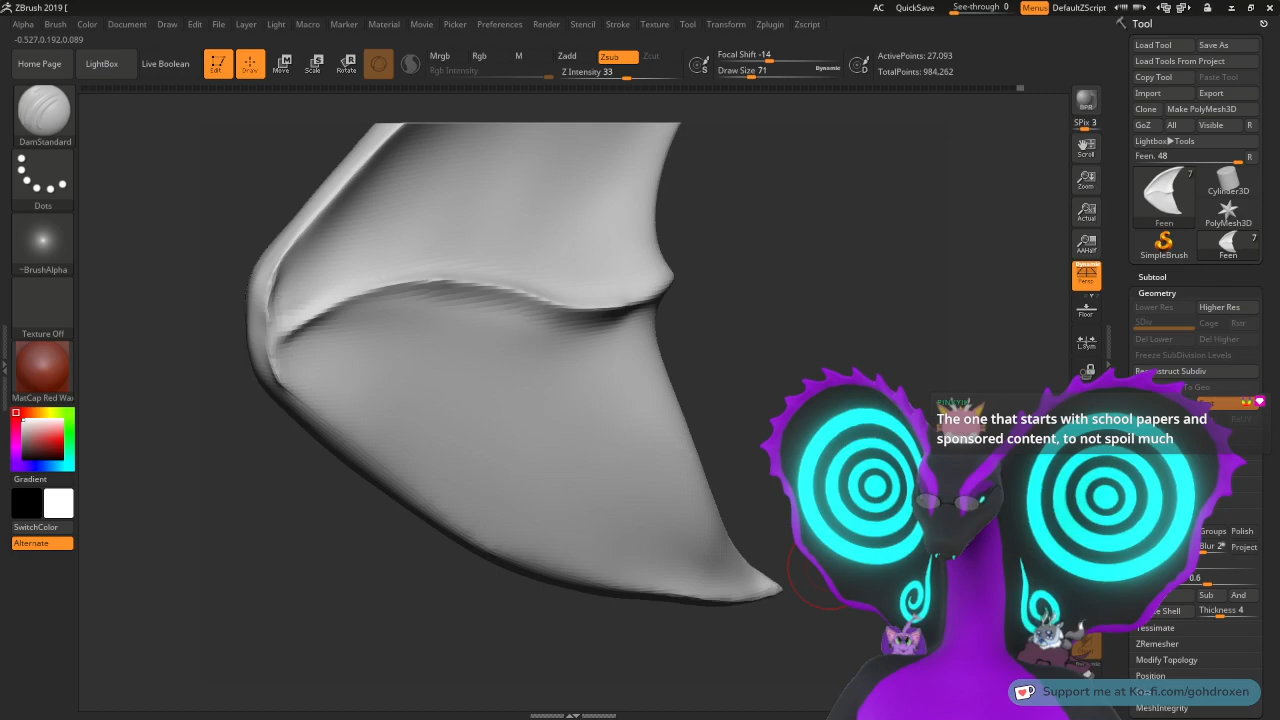 ZBrush 2019 [
AC
QuickSave
See-through 0
Menus
DefaultZScript
Alpha Brush Color Document Draw Edit File Layer Light Macro Marker Material Movie Picker Preferences Render Stencil Stroke Texture Tool Transform Zplugin Zscript
Tool
-0.527,0.192,0.089
Load Tool Save As
Load Tools From Project
Copy Tool Paste Tool
Import Export
Clone Make PolyMesh3D
GoZ All Visible R
Lightbox▶Tools
Feen. 48 R
Home Page
LightBox
Live Boolean
Edit
Draw
Move
Scale
Rotate
Mrgb Rgb M
Rgb Intensity
Zadd Zsub Zcut
Z Intensity 33
Focal Shift -14
Draw Size 71
Dynamic
S
D
ActivePoints: 27,093
TotalPoints: 984,262
DamStandard
Dots
~BrushAlpha
Texture Off
MatCap Red Wax
Gradient
SwitchColor
Alternate
BPR
SPix 3
Scroll
Zoom
Actual
AAHalf
Dynamic
Persp
Floor
L.Sym
7
Feen
Cylinder3D
PolyMesh3D
SimpleBrush
7
Feen
Subtool
Geometry
Lower Res Higher Res
SDiv Cage Rstr
Del Lower Del Higher
Freeze SubDivision Levels
Reconstruct Subdiv
The one that starts with school papers and
sponsored content, to not spoil much
Groups Polish
Blur 2 Project
0.6
Sub And
Shell Thickness 4
Tessimate
ZRemesher
Modify Topology
Position
MeshIntegrity
Support me at Ko-fi.com/gohdroxen